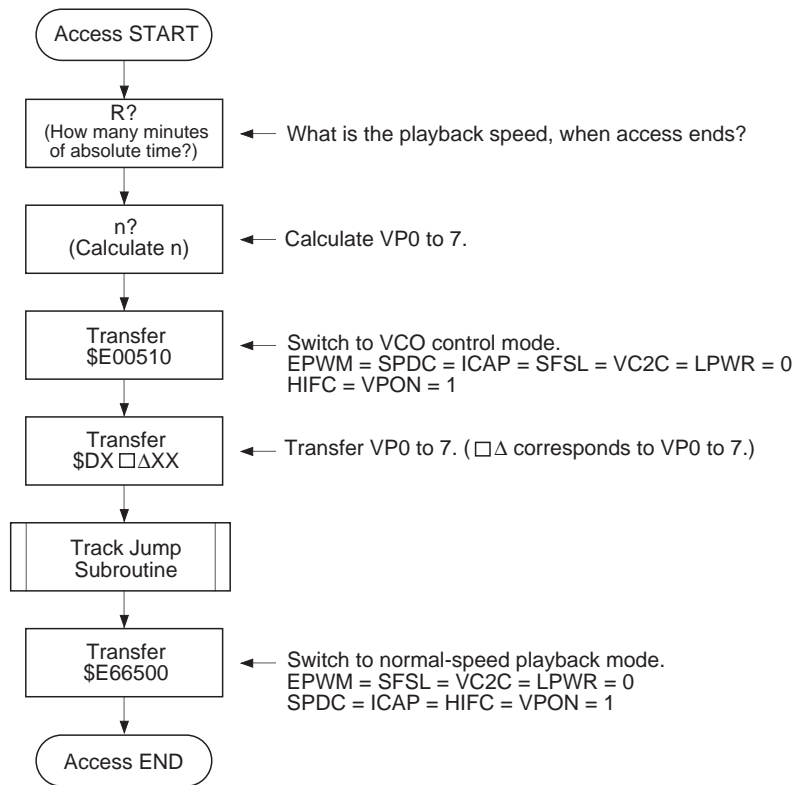 Access START
R?
(How many minutes
of absolute time?)
What is the playback speed, when access ends?
n?
(Calculate n)
Calculate VP0 to 7.
Transfer
$E00510
Switch to VCO control mode.
EPWM = SPDC = ICAP = SFSL = VC2C = LPWR = 0
HIFC = VPON = 1
Transfer
$DX □ΔXX
Transfer VP0 to 7. (□Δ corresponds to VP0 to 7.)
Track Jump
Subroutine
Transfer
$E66500
Switch to normal-speed playback mode.
EPWM = SFSL = VC2C = LPWR = 0
SPDC = ICAP = HIFC = VPON = 1
Access END